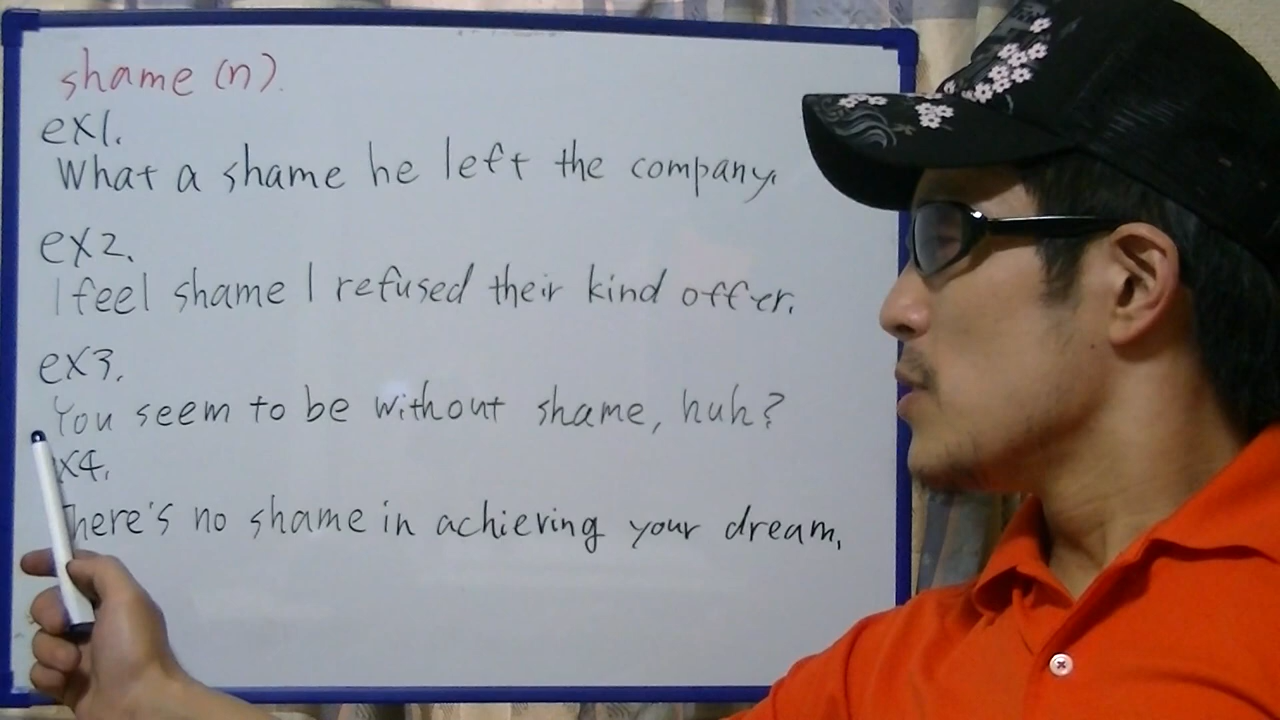 shame (n).
ex1.
What a shame he left the company.
ex2.
I feel shame I refused their kind offer.
ex3.
You seem to be without shame, huh?
x4.
There's no shame in achieving your dream.